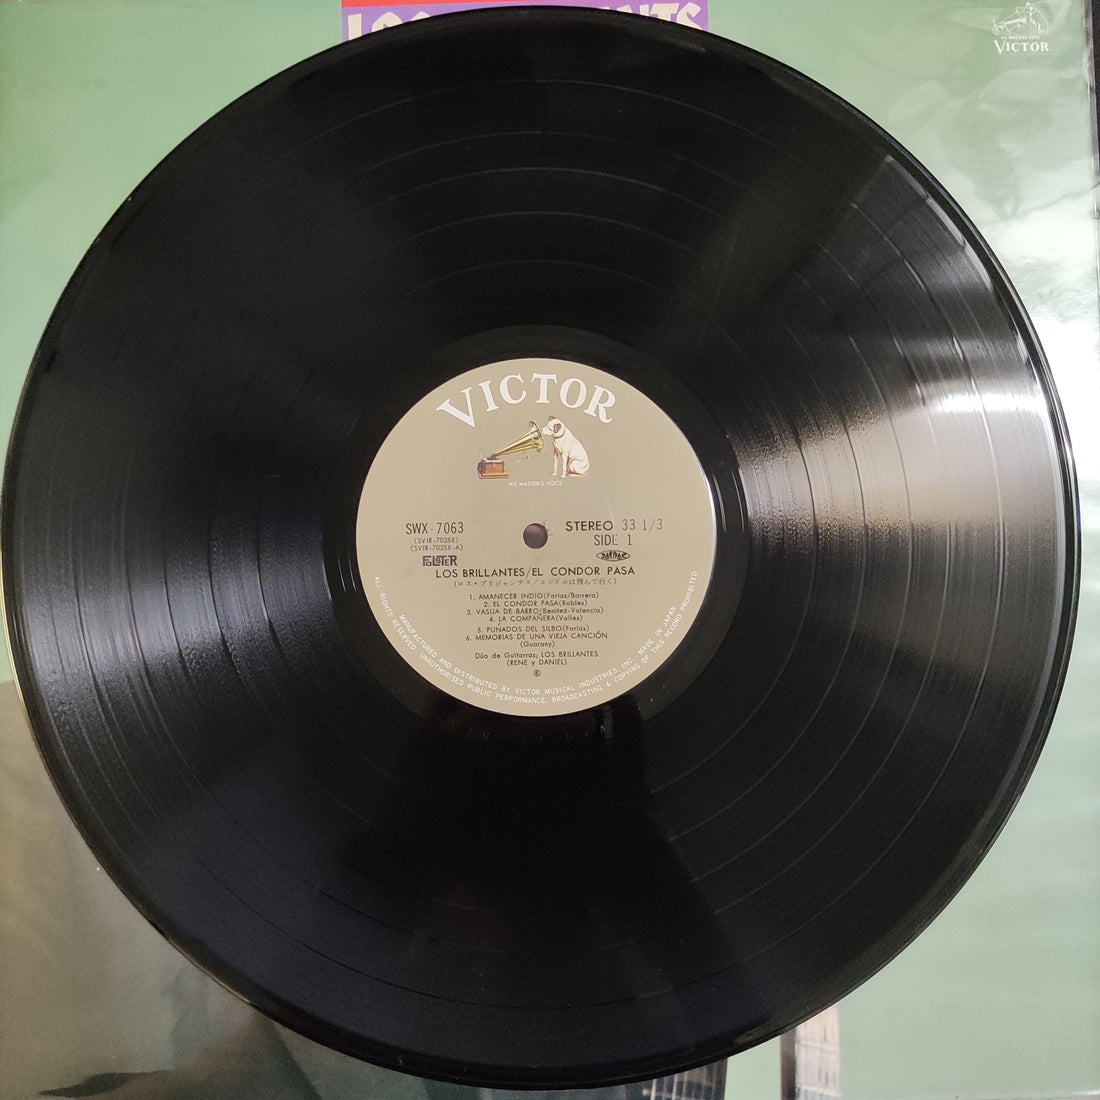 HIS MASTERS VOICE
VICTOR
VICTOR
HIS MASTER'S VOICE
SWX-7063
(SVIR-7025X)
(SVIR-7025X-A)
STEREO 33 1/3
SIDE 1
LOS BRILLANTES/EL CONDOR PASA
(ロス・ブリジャンテス/コンドルは飛んで行く)
1. AMANECER INDIO(Farias/Barrera)
2. EL CONDOR PASA(Robles)
3. VASIJA DE BARRO(Benitez-Valencia)
4. LA COMPAÑERA(Valles)
5. PUÑADOS DEL SILBO(Farias)
6. MEMORIAS DE UNA VIEJA CANCIÓN
(Guarany)
Dúo de Guitarras; LOS BRILLANTES
(RENE y DANIEL)
ALL RIGHTS RESERVED. UNAUTHORISED PUBLIC PERFORMANCE, BROADCASTING & COPYING OF THIS RECORD PROHIBITED
MANUFACTURED AND DISTRIBUTED BY VICTOR MUSICAL INDUSTRIES, INC. MADE IN JAPAN